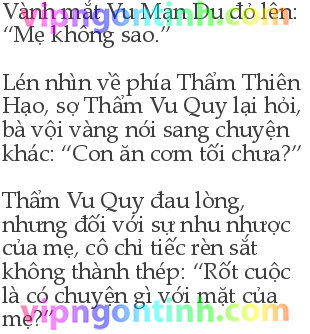 Vành mắt Vu Mạn Du đỏ lên:
“Mẹ không sao.”
Lén nhìn về phía Thẩm Thiên
Hạo, sợ Thẩm Vu Quy lại hỏi,
bà vội vàng nói sang chuyện
khác: “Con ăn cơm tối chưa?”
Thẩm Vu Quy đau lòng,
nhưng đối với sự nhu nhược
của mẹ, cô chỉ tiếc rèn sắt
không thành thép: “Rốt cuộc
là có chuyện gì với mặt của
mẹ?”
vipngontinh.com
vipngontinh.com